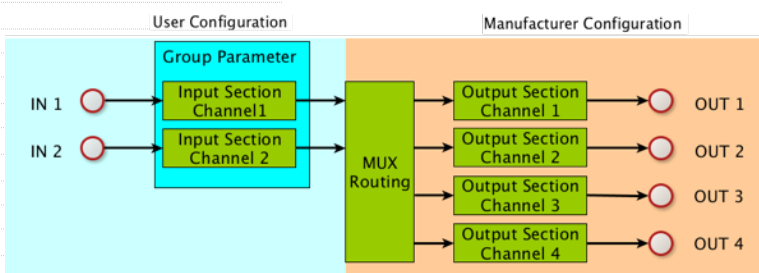 User Configuration
Manufacturer Configuration
Group Parameter
IN 1
Input Section
Channel1
Output Section
Channel 1
OUT 1
IN 2
Input Section
Channel 2
MUX
Routing
Output Section
Channel 2
OUT 2
Output Section
Channel 3
OUT 3
Output Section
Channel 4
OUT 4